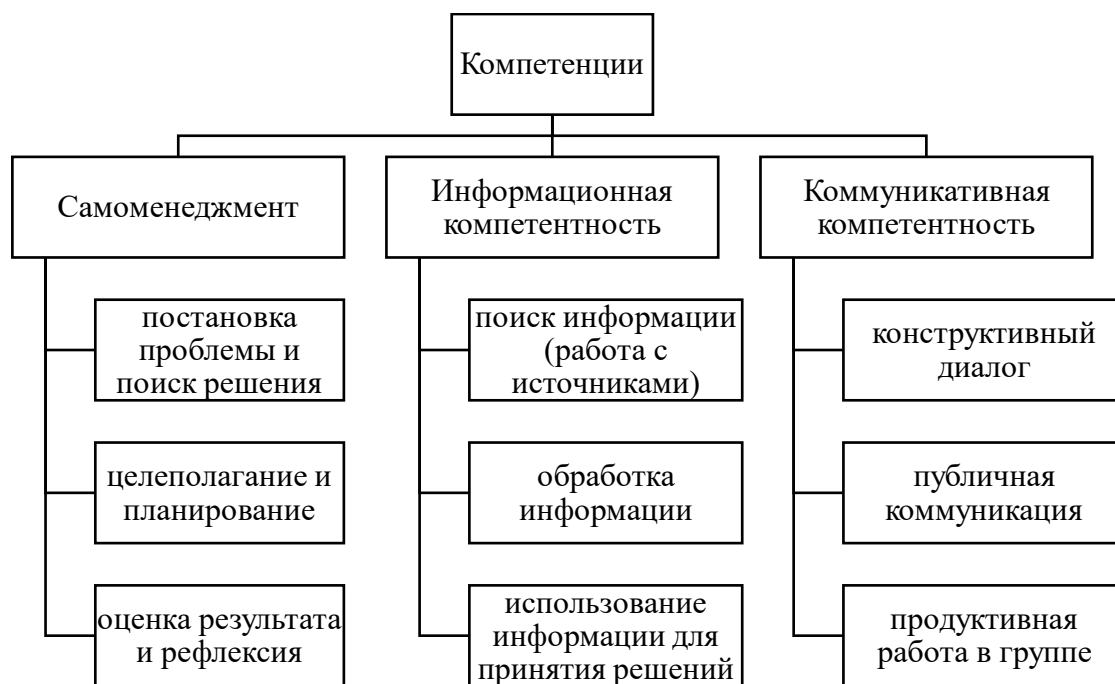 Компетенции
Самоменеджмент
постановка
проблемы и
поиск решения
целеполагание и
планирование
оценка результата
и рефлексия
Информационная
компетентность
поиск информации
(работа с
источниками)
обработка
информации
использование
информации для
принятия решений
Коммуникативная
компетентность
конструктивный
диалог
публичная
коммуникация
продуктивная
работа в группе